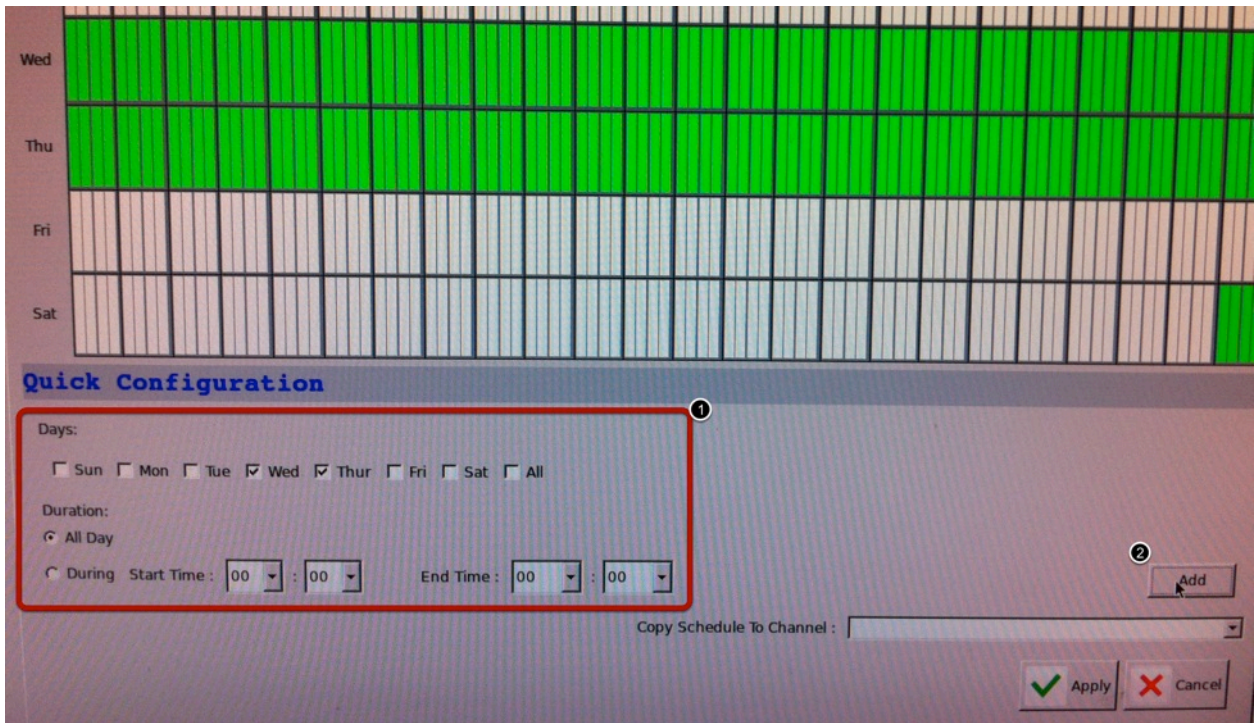 Wed
Thu
Fri
Sat
Quick Configuration
1
Days:
Sun Mon Tue Wed Thur Fri Sat All
Duration:
All Day
2
During Start Time : 00 : 00 End Time : 00 : 00
Add
Copy Schedule To Channel :
Apply Cancel